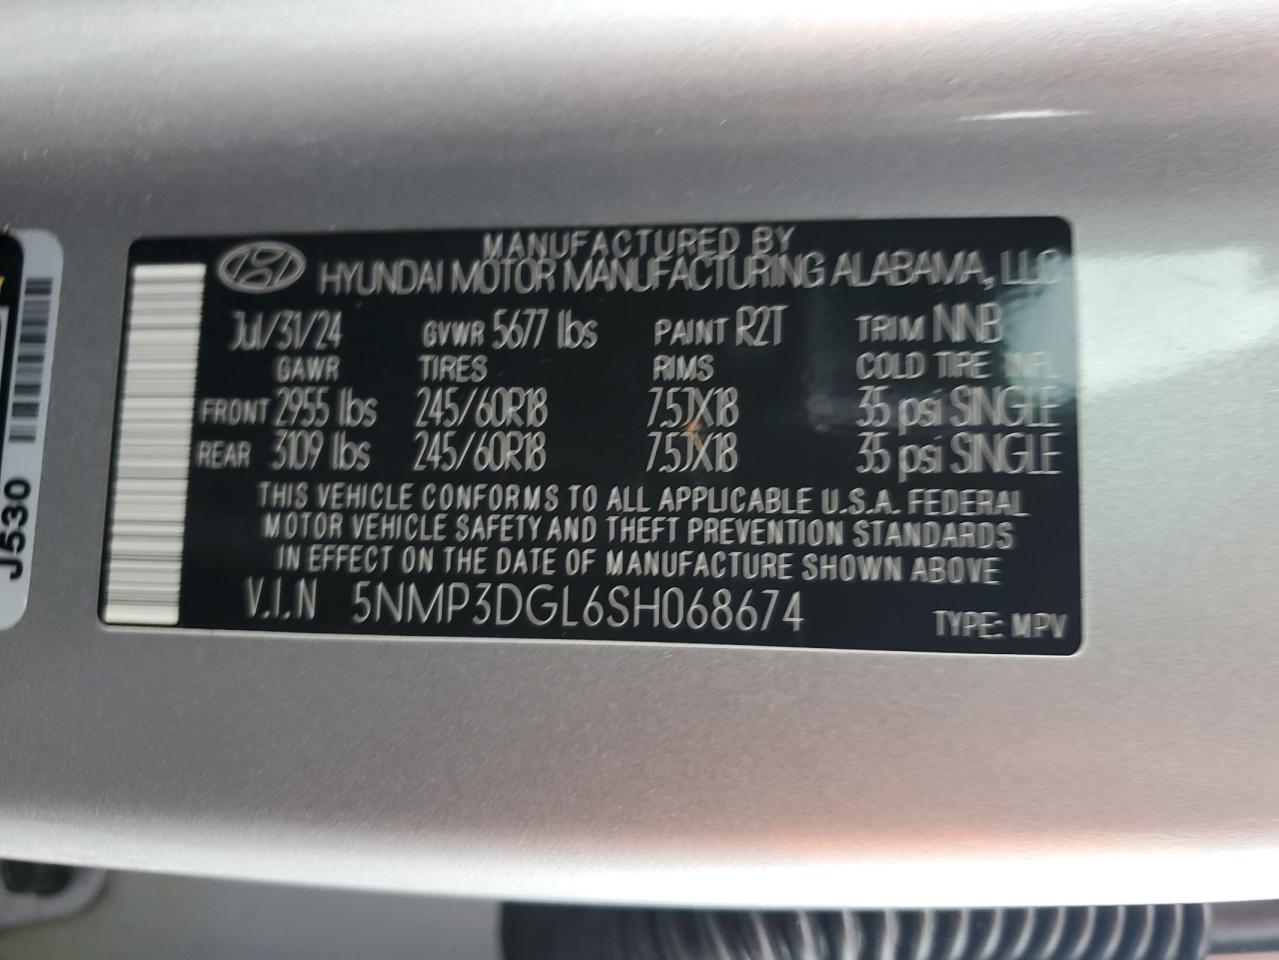 MANUFACTURED BY
HYUNDAI MOTOR MANUFACTURING ALABAMA, LLC
Jul/31/24 GVWR 5677 lbs PAINT R2T TRIM NNB
GAWR TIRES RIMS COLD TIRE INFL
FRONT 2955 lbs 245/60R18 7.5JX18 35 psi SINGLE
REAR 3109 lbs 245/60R18 7.5JX18 35 psi SINGLE
THIS VEHICLE CONFORMS TO ALL APPLICABLE U.S.A. FEDERAL
MOTOR VEHICLE SAFETY AND THEFT PREVENTION STANDARDS
IN EFFECT ON THE DATE OF MANUFACTURE SHOWN ABOVE
V.I.N 5NMP3DGL6SH068674 TYPE: MPV
J5530